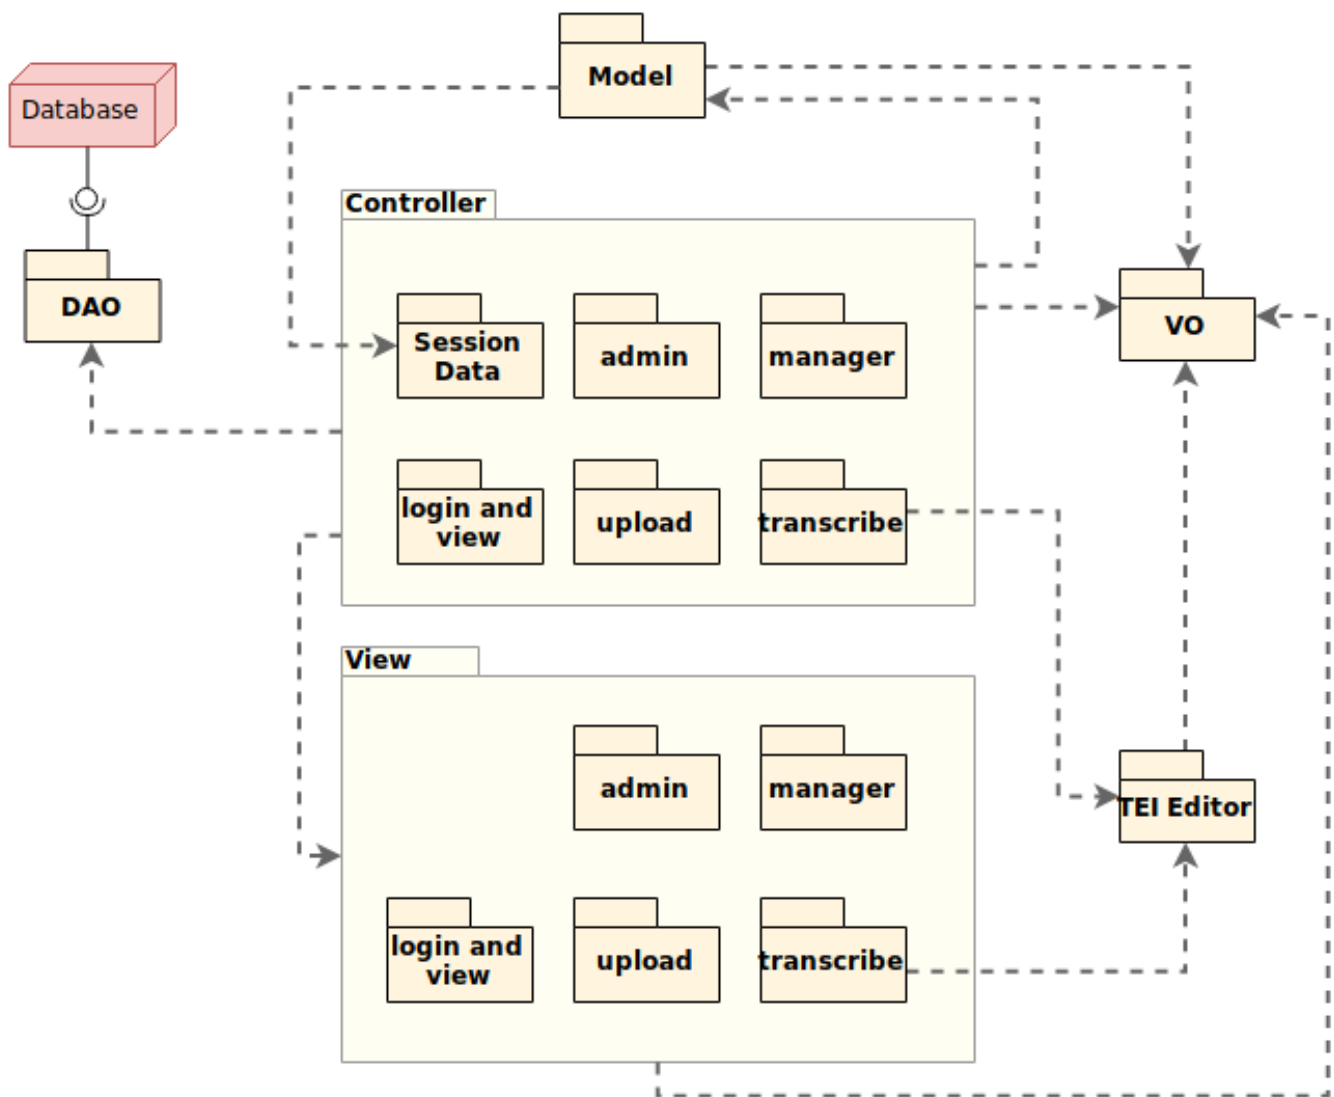 Model
Database
Controller
DAO
Session
Data
admin
manager
VO
login and
view
upload
transcribe
View
admin
manager
TEI Editor
login and
view
upload
transcribe